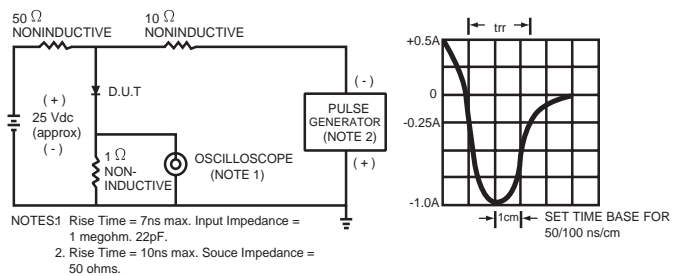 50 Ω
NONINDUCTIVE
10 Ω
NONINDUCTIVE
( + )
25 Vdc
(approx)
( - )
D.U.T
1 Ω
NON-
INDUCTIVE
OSCILLOSCOPE
(NOTE 1)
( - )
PULSE
GENERATOR
(NOTE 2)
( + )
NOTES:1 Rise Time = 7ns max. Input Impedance =
1 megohm. 22pF.
2. Rise Time = 10ns max. Souce Impedance =
50 ohms.
trr
+0.5A
0
-0.25A
-1.0A
1cm
SET TIME BASE FOR
50/100 ns/cm